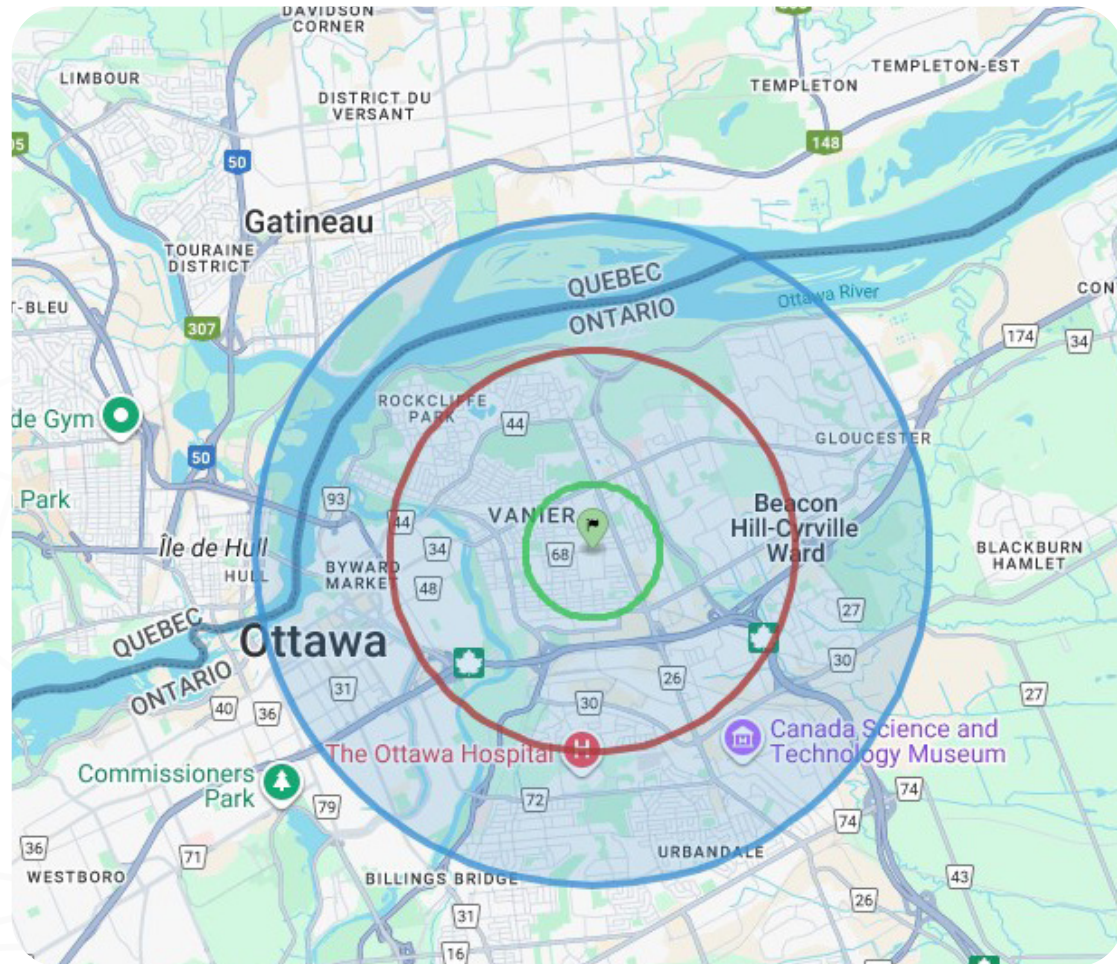 DAVIDSON
CORNER
LIMBOUR
TEMPLETON-EST
TEMPLETON
DISTRICT DU
VERSANT
148
50
Gatineau
TOURAINE
DISTRICT
QUEBEC
ONTARIO
Ottawa River
CON
T-BLEU
307
174
34
ROCKCLIFFE
PARK
de Gym
44
GLOUCESTER
50
Park
93
VANIER
Beacon
Hill-Cyrville
Ward
44
34
68
Île de Hull
HULL
BYWARD
MARKET
48
BLACKBURN
HAMLET
27
QUEBEC
ONTARIO
Ottawa
30
31
26
27
40
36
30
The Ottawa Hospital
H
Canada Science and
Technology Museum
Commissioners
Park
79
72
74
74
36
71
URBANDALE
WESTBORO
BILLINGS BRIDGE
43
26
31
16